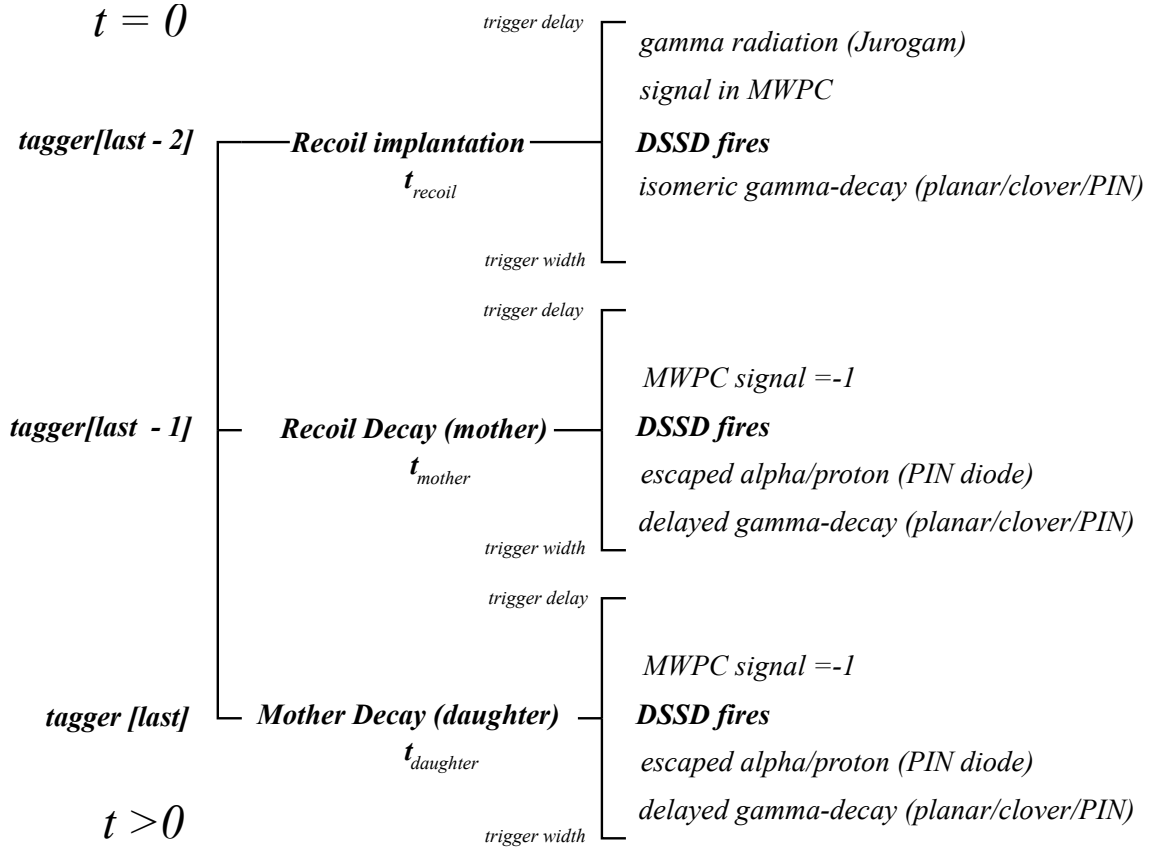 t = 0
trigger delay
gamma radiation (Jurogam)
signal in MWPC
tagger[last - 2]
Recoil implantation
DSSD fires
t recoil
isomeric gamma-decay (planar/clover/PIN)
trigger width
trigger delay
MWPC signal =-1
tagger[last - 1]
Recoil Decay (mother)
DSSD fires
t mother
escaped alpha/proton (PIN diode)
delayed gamma-decay (planar/clover/PIN)
trigger width
trigger delay
MWPC signal =-1
tagger [last]
Mother Decay (daughter)
DSSD fires
t daughter
escaped alpha/proton (PIN diode)
delayed gamma-decay (planar/clover/PIN)
t >0
trigger width